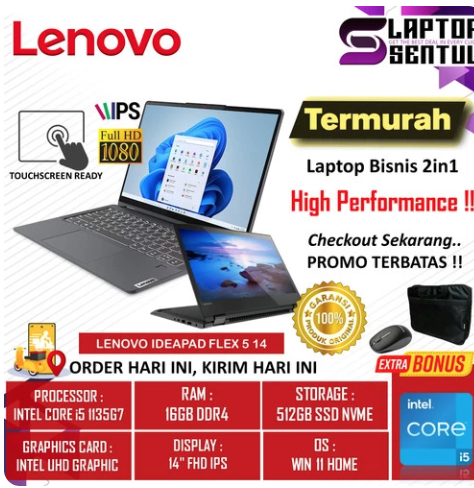 Lenovo
LAPTOP
SENTUL
IPS
Full HD
1080
TOUCHSCREEN READY
Termurah
Laptop Bisnis 2in1
High Performance !!
Checkout Sekarang..
PROMO TERBATAS !!
GARANSI
100%
PRODUK ORIGINAL
LENOVO IDEAPAD FLEX 5 14
EXTRA BONUS
ORDER HARI INI, KIRIM HARI INI
PROCESSOR :
INTEL CORE i5 1135G7
RAM :
16GB DDR4
STORAGE :
512GB SSD NVME
GRAPHICS CARD :
INTEL UHD GRAPHIC
DISPLAY :
14" FHD IPS
OS :
WIN 11 HOME
intel.
CORE
i5